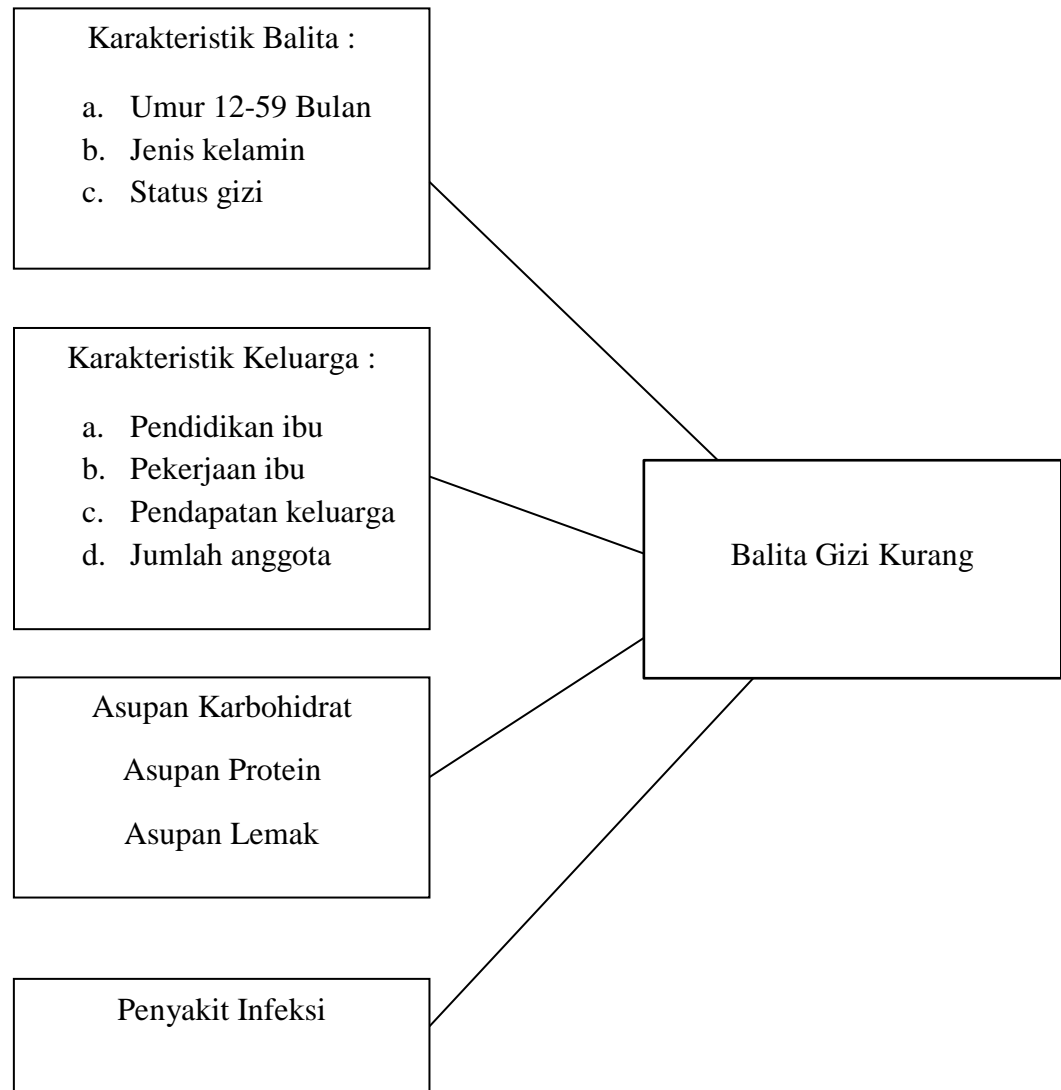 Karakteristik Balita :
a. Umur 12-59 Bulan
b. Jenis kelamin
c. Status gizi
Karakteristik Keluarga :
a. Pendidikan ibu
b. Pekerjaan ibu
c. Pendapatan keluarga
d. Jumlah anggota
Balita Gizi Kurang
Asupan Karbohidrat
Asupan Protein
Asupan Lemak
Penyakit Infeksi